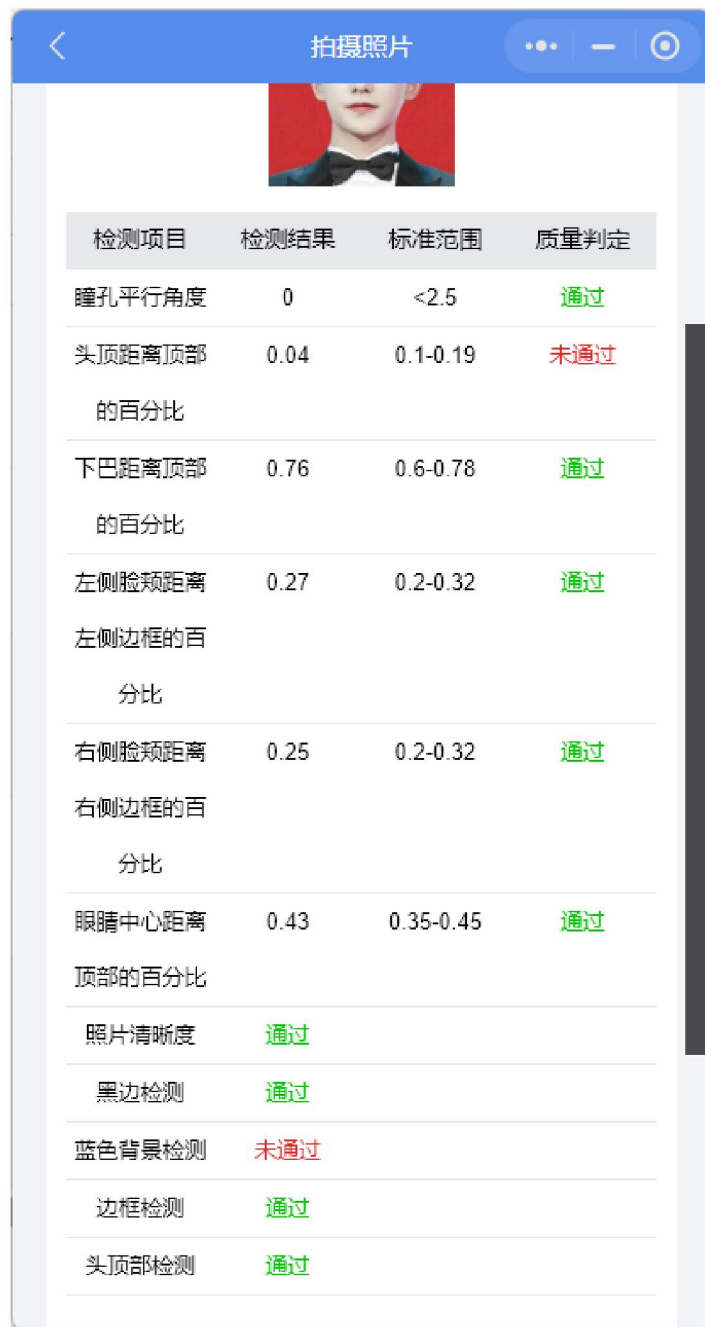 拍摄照片
检测项目 检测结果 标准范围 质量判定
瞳孔平行角度 0 <2.5 通过
头顶距离顶部 0.04 0.1-0.19 未通过
的百分比
下巴距离顶部 0.76 0.6-0.78 通过
的百分比
左侧脸颊距离 0.27 0.2-0.32 通过
左侧边框的百
分比
右侧脸颊距离 0.25 0.2-0.32 通过
右侧边框的百
分比
眼睛中心距离 0.43 0.35-0.45 通过
顶部的百分比
照片清晰度 通过
黑边检测 通过
蓝色背景检测 未通过
边框检测 通过
头顶部检测 通过